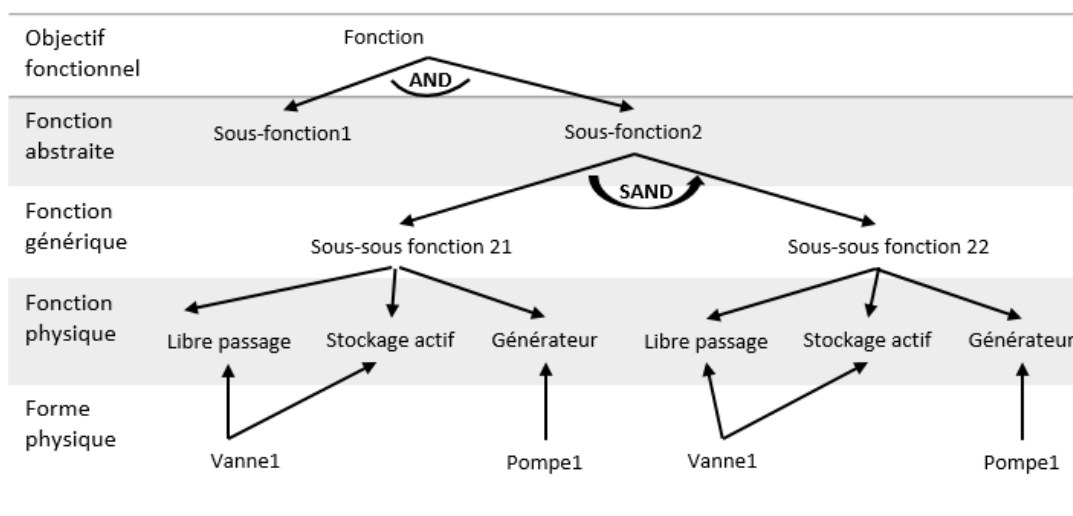 Objectif
fonctionnel
Fonction
AND
Fonction
abstraite
Sous-fonction1
Sous-fonction2
SAND
Fonction
générique
Sous-sous fonction 21
Sous-sous fonction 22
Fonction
physique
Libre passage
Stockage actif
Générateur
Libre passage
Stockage actif
Générateur
Forme
physique
Vanne1
Pompe1
Vanne1
Pompe1